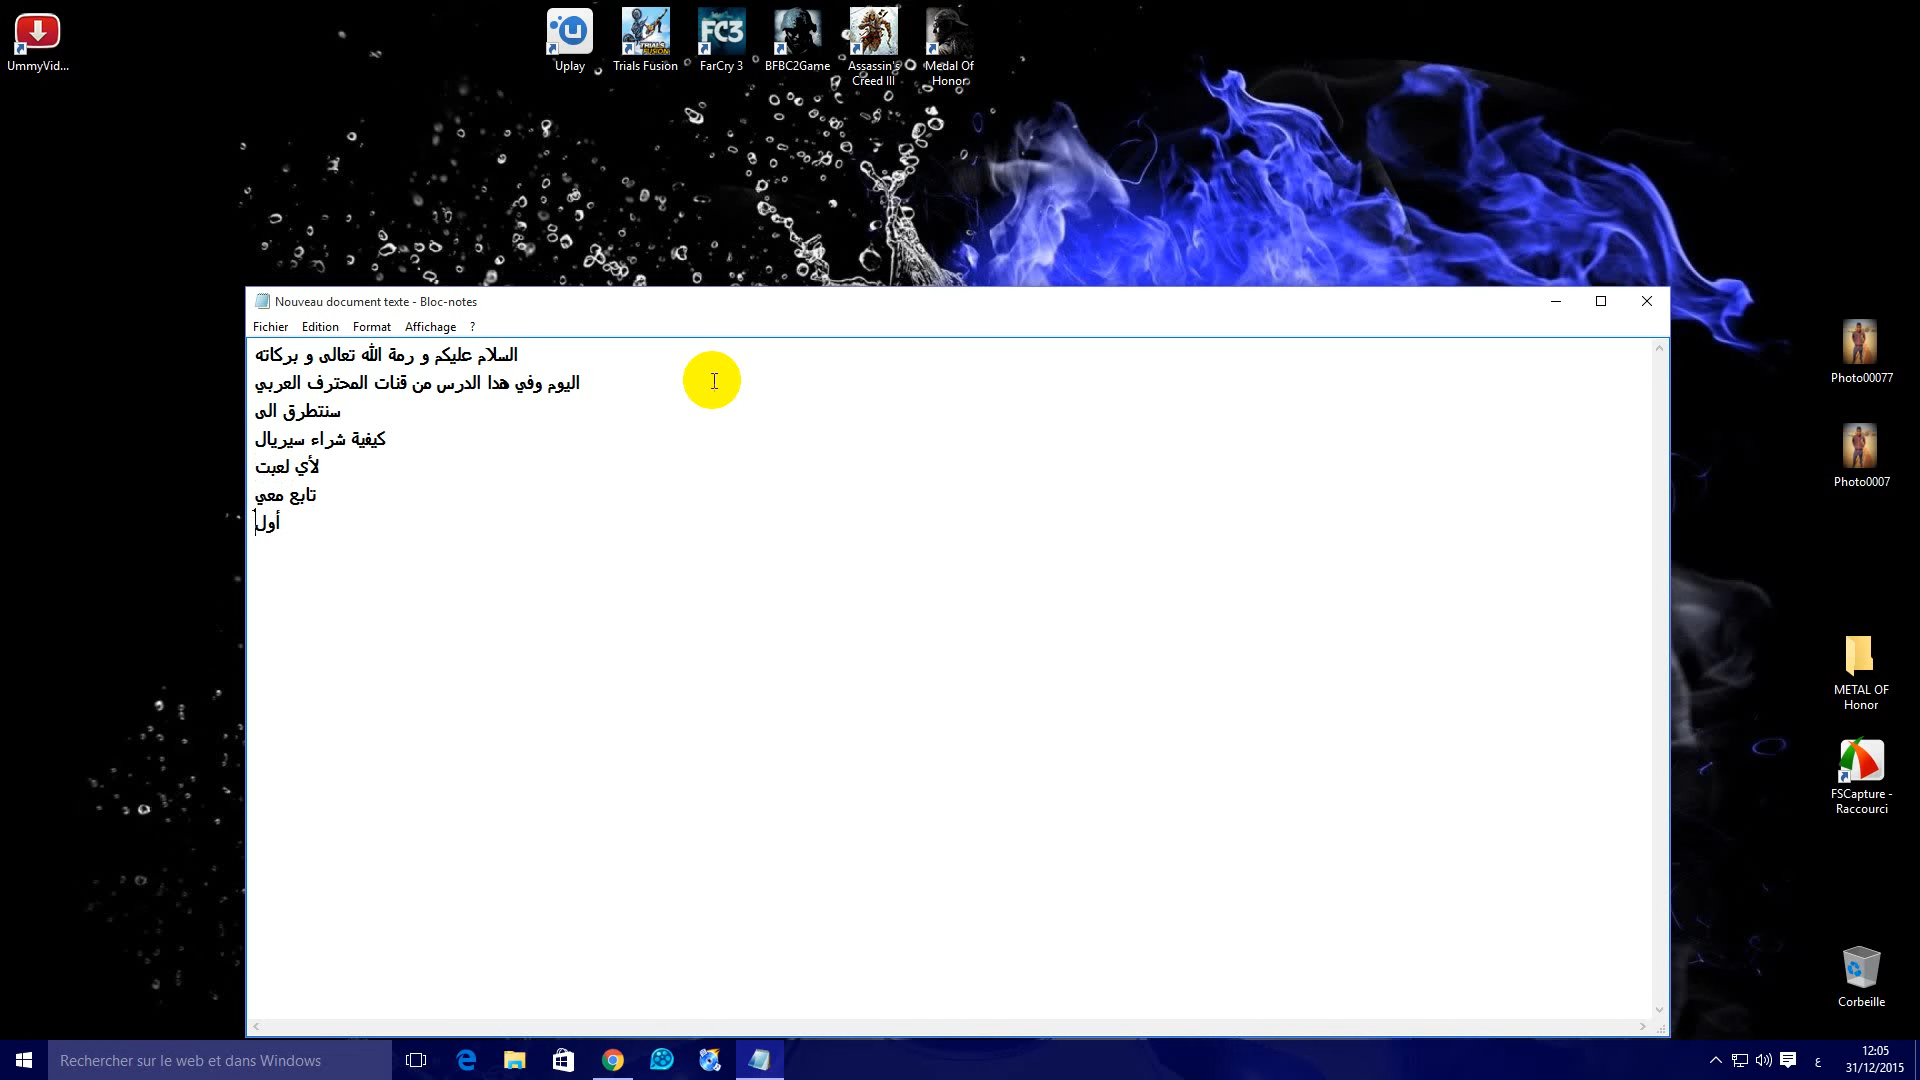 UmmyVid...
Uplay
Trials Fusion
FarCry 3
BFBC2Game
Assassin's
Creed III
Medal Of
Honor
Nouveau document texte - Bloc-notes
Fichier Edition Format Affichage ?
السلام عليكم و رمة الله تعالى و بركاته
اليوم وفي هدا الدرس من قنات المحترف العربي
سنتطرق الى
كيفية شراء سيريال
لأي لعبت
تابع معي
أول
Photo00077
Photo0007
METAL OF
Honor
FSCapture -
Raccourci
Corbeille
Rechercher sur le web et dans Windows
ع
12:05
31/12/2015